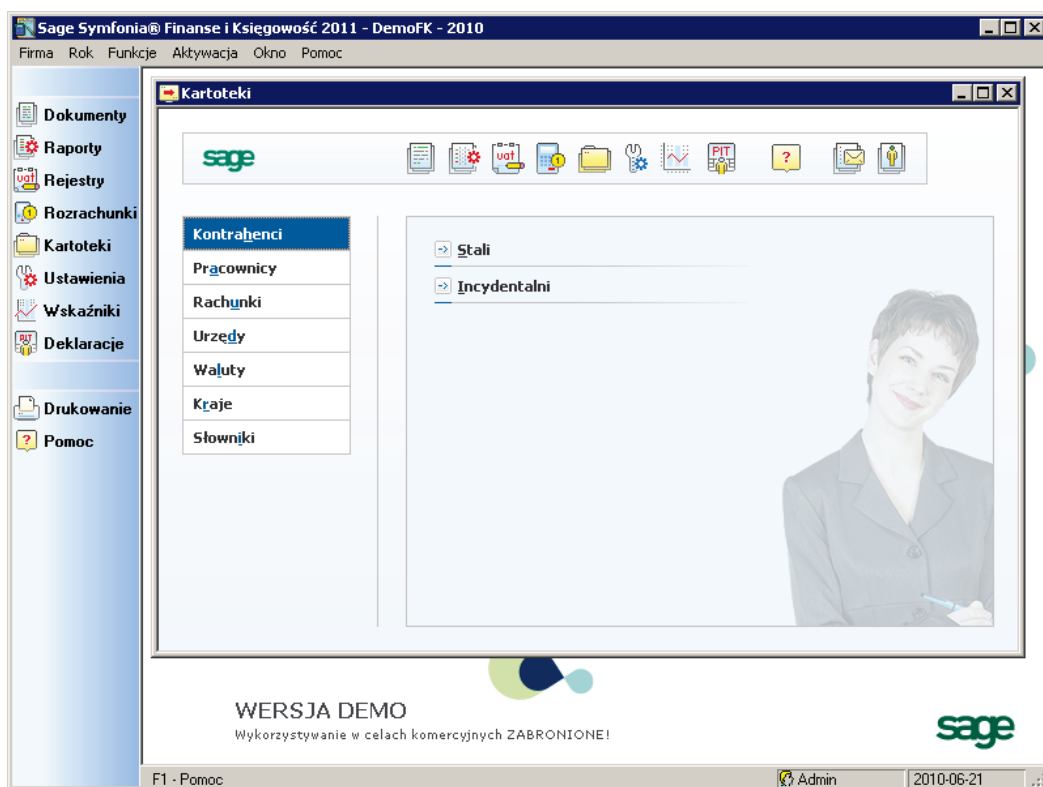 Sage Symfonia® Finanse i Księgowość 2011 - DemoFK - 2010
Firma Rok Funkcje Aktywacja Okno Pomoc
Dokumenty
Raporty
Rejestry
Rozrachunki
Kartoteki
Ustawienia
Wskaźniki
Deklaracje
Drukowanie
Pomoc
Kartoteki
sage
vat
PIT
Kontrahenci
Pracownicy
Rachunki
Urzędy
Waluty
Kraje
Słowniki
Stali
Incydentalni
WERSJA DEMO
Wykorzystywanie w celach komercyjnych ZABRONIONE!
sage
F1 - Pomoc
Admin
2010-06-21